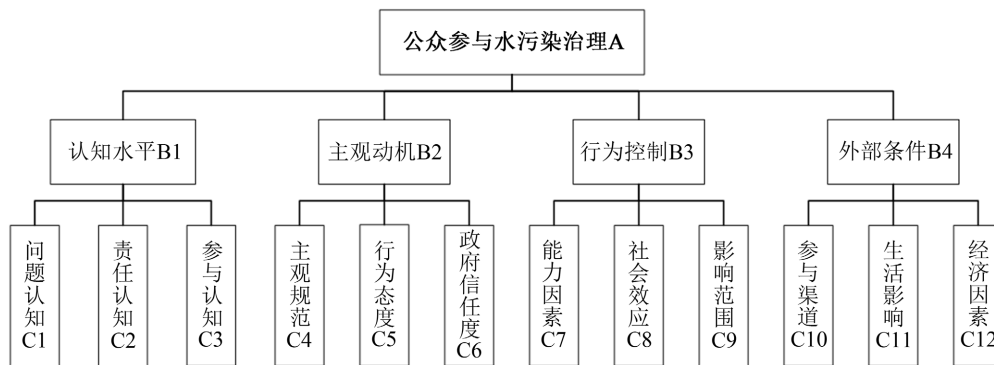 公众参与水污染治理A
认知水平B1
主观动机B2
行为控制B3
外部条件B4
问题认知C1
责任认知C2
参与认知C3
主观规范C4
行为态度C5
政府信任度C6
能力因素C7
社会效应C8
影响范围C9
参与渠道C10
生活影响C11
经济因素C12